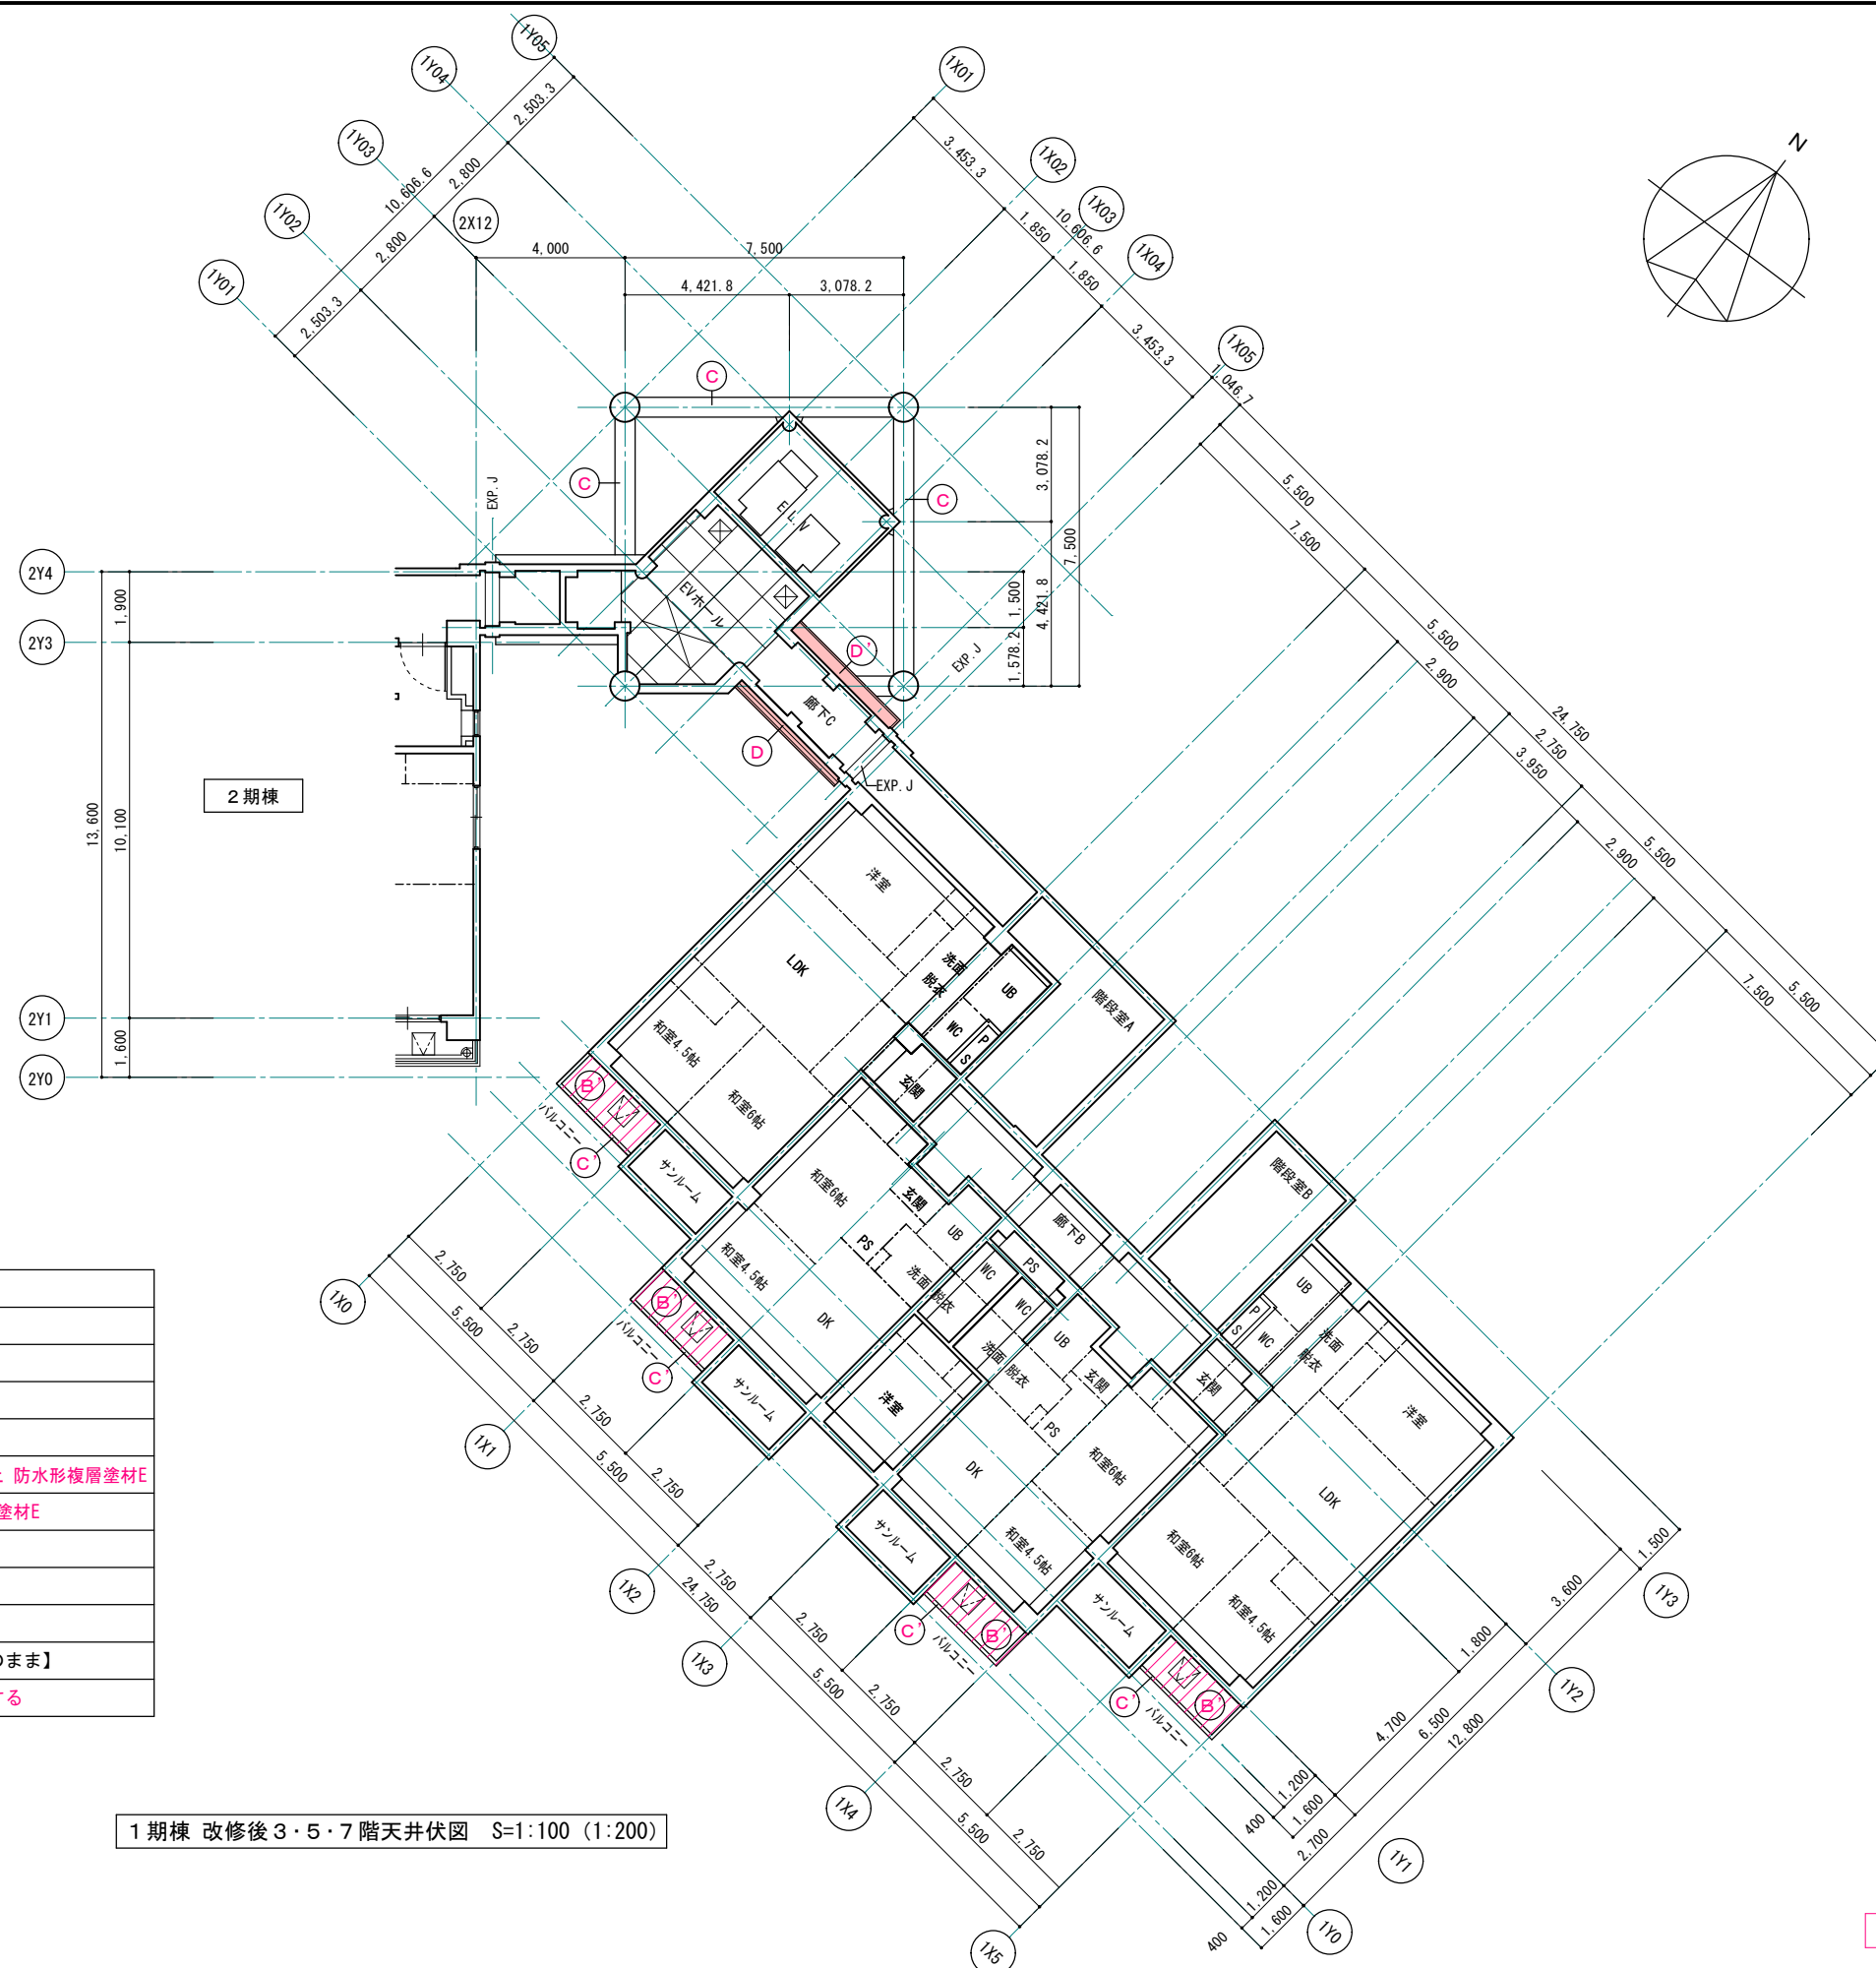 1Y05
1Y04
1Y03
1Y02
1Y01
2X12
1X01
1X02
1X03
1X04
1X05
N
2,503.3
2,800
10,606.6
2,800
2,503.3
4,000
7,500
4,421.8
3,078.2
3,453.3
1,850
10,606.6
1,850
3,453.3
1,046.7
C
C
C
EXP.J
3,078.2
7,500
1,500
4,421.8
1,578.2
E L.V
EVホール
D'
EXP.J
廊下C
D
EXP.J
2Y4
1,900
2Y3
13,600
10,100
2Y1
1,600
2Y0
2期棟
5,500
7,500
5,500
2,900
24,750
2,750
3,950
5,500
2,900
5,500
7,500
洋室
LDK
洗面
脱衣
UB
WC
P
S
階段室A
和室4.5帖
和室6帖
玄関
B'
バルコニー
C'
サンルーム
和室6帖
玄関
UB
廊下B
階段室B
和室4.5帖
PS
洗面
脱衣
WC
PS
WC
B'
バルコニー
C'
DK
サンルーム
洋室
洗面
脱衣
UB
玄関
PS
DK
和室6帖
UB
P
S
WC
洗面
脱衣
玄関
洋室
LDK
サンルーム
和室4.5帖
和室6帖
和室4.5帖
C'
バルコニー
B'
サンルーム
C'
バルコニー
B'
1X0
2,750
5,500
2,750
1X1
2,750
5,500
2,750
1X2
2,750
24,750
1X3
2,750
5,500
2,750
1X4
2,750
5,500
2,750
1X5
1,500
3,600
1Y3
1,800
1Y2
4,700
6,500
12,800
1,200
400
1,600
2,700
1Y1
1,200
1,600
400
1Y0
防水形複層塗材E
塗材E
のまま】
する
1期棟 改修後3・5・7階天井伏図 S=1:100 (1:200)